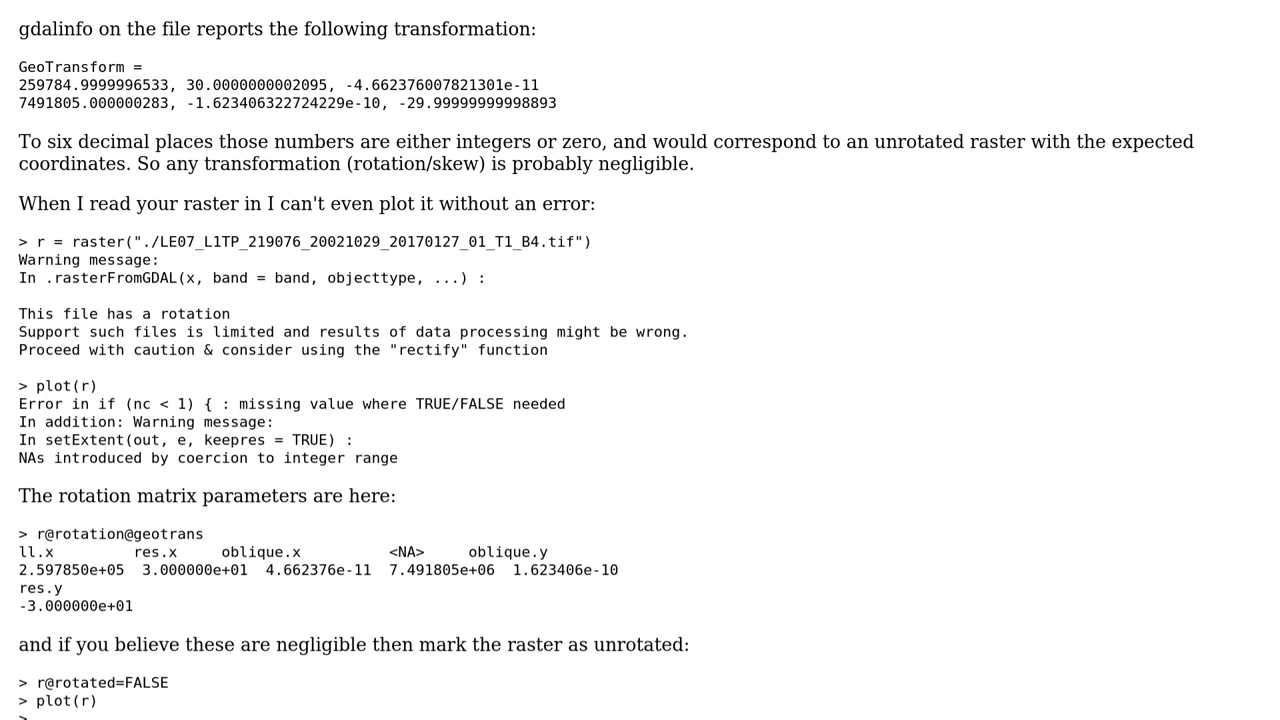 gdalinfo on the file reports the following transformation:
GeoTransform =
259784.9999996533, 30.0000000002095, -4.662376007821301e-11
7491805.000000283, -1.623406322724229e-10, -29.99999999998893
To six decimal places those numbers are either integers or zero, and would correspond to an unrotated raster with the expected
coordinates. So any transformation (rotation/skew) is probably negligible.
When I read your raster in I can't even plot it without an error:
> r = raster("./LE07_L1TP_219076_20021029_20170127_01_T1_B4.tif")
Warning message:
In .rasterFromGDAL(x, band = band, objecttype, ...) :
This file has a rotation
Support such files is limited and results of data processing might be wrong.
Proceed with caution & consider using the "rectify" function
> plot(r)
Error in if (nc < 1) { : missing value where TRUE/FALSE needed
In addition: Warning message:
In setExtent(out, e, keepres = TRUE) :
NAs introduced by coercion to integer range
The rotation matrix parameters are here:
> r@rotation@geotrans
ll.x         res.x     oblique.x          <NA>     oblique.y
2.597850e+05  3.000000e+01  4.662376e-11  7.491805e+06  1.623406e-10
res.y
-3.000000e+01
and if you believe these are negligible then mark the raster as unrotated:
> r@rotated=FALSE
> plot(r)
>